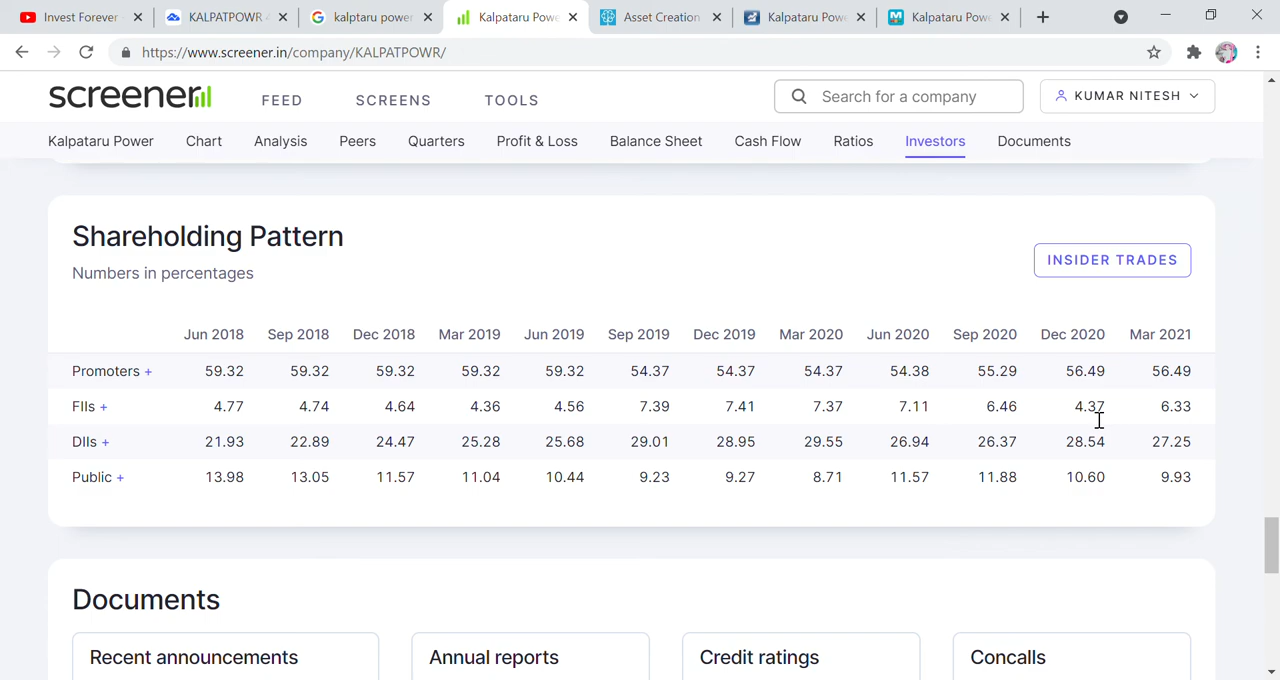 Invest Forever
KALPATPOWR
kalptaru power
Kalpataru Powe
Asset Creation
Kalpataru Powe
Kalpataru Powe
https://www.screener.in/company/KALPATPOWR/
screener
FEED SCREENS TOOLS
Search for a company
KUMAR NITESH
Kalpataru Power Chart Analysis Peers Quarters Profit & Loss Balance Sheet Cash Flow Ratios Investors Documents
Shareholding Pattern
Numbers in percentages
INSIDER TRADES
Jun 2018 Sep 2018 Dec 2018 Mar 2019 Jun 2019 Sep 2019 Dec 2019 Mar 2020 Jun 2020 Sep 2020 Dec 2020 Mar 2021
Promoters + 59.32 59.32 59.32 59.32 59.32 54.37 54.37 54.37 54.38 55.29 56.49 56.49
FIIs + 4.77 4.74 4.64 4.36 4.56 7.39 7.41 7.37 7.11 6.46 4.37 6.33
DIIs + 21.93 22.89 24.47 25.28 25.68 29.01 28.95 29.55 26.94 26.37 28.54 27.25
Public + 13.98 13.05 11.57 11.04 10.44 9.23 9.27 8.71 11.57 11.88 10.60 9.93
Documents
Recent announcements Annual reports Credit ratings Concalls